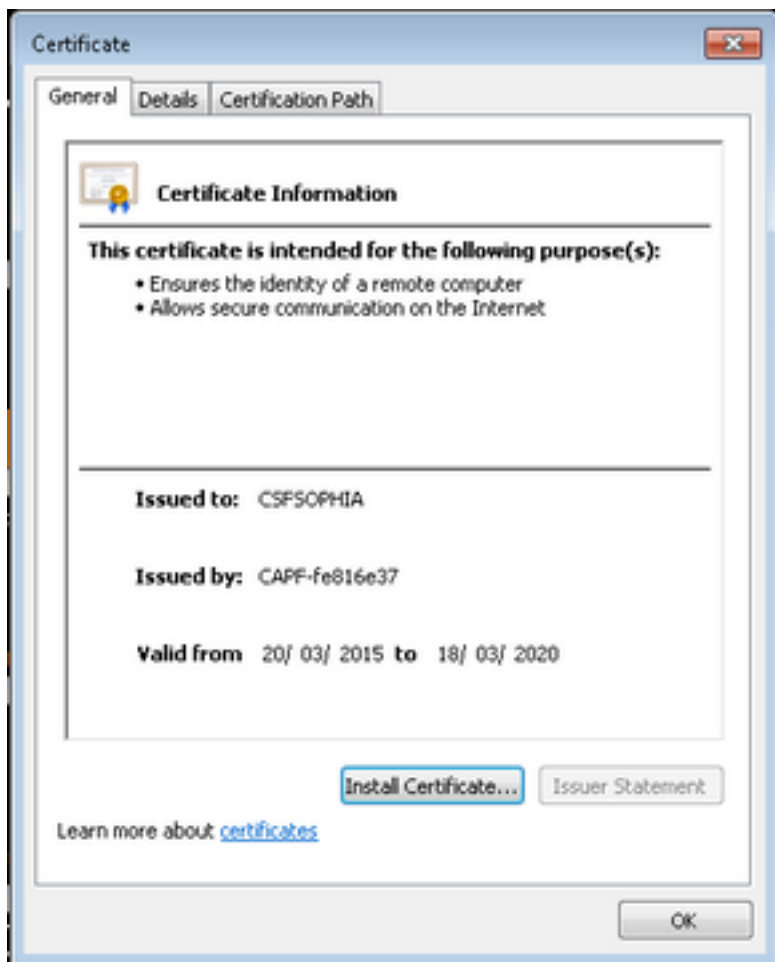 Certificate
General Details Certification Path
Certificate Information
This certificate is intended for the following purpose(s):
• Ensures the identity of a remote computer
• Allows secure communication on the Internet
Issued to: CSFSOPHIA
Issued by: CAPF-fe816e37
Valid from 20/ 03/ 2015 to 18/ 03/ 2020
Install Certificate... Issuer Statement
Learn more about certificates
OK